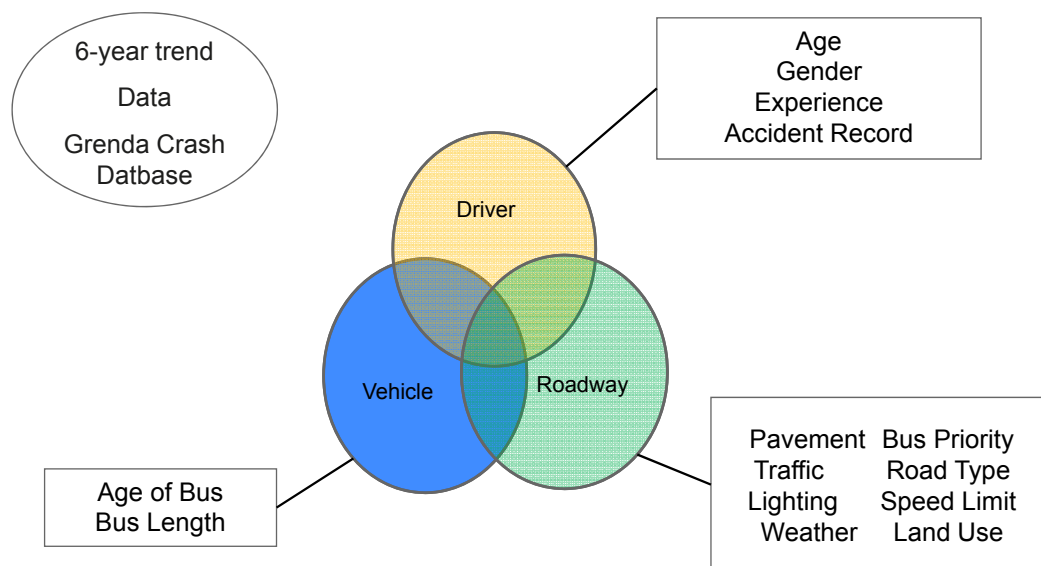 6-year trend
Data
Grenda Crash
Datbase
Age
Gender
Experience
Accident Record
Driver
Vehicle
Roadway
Age of Bus
Bus Length
Pavement Bus Priority
Traffic Road Type
Lighting Speed Limit
Weather Land Use